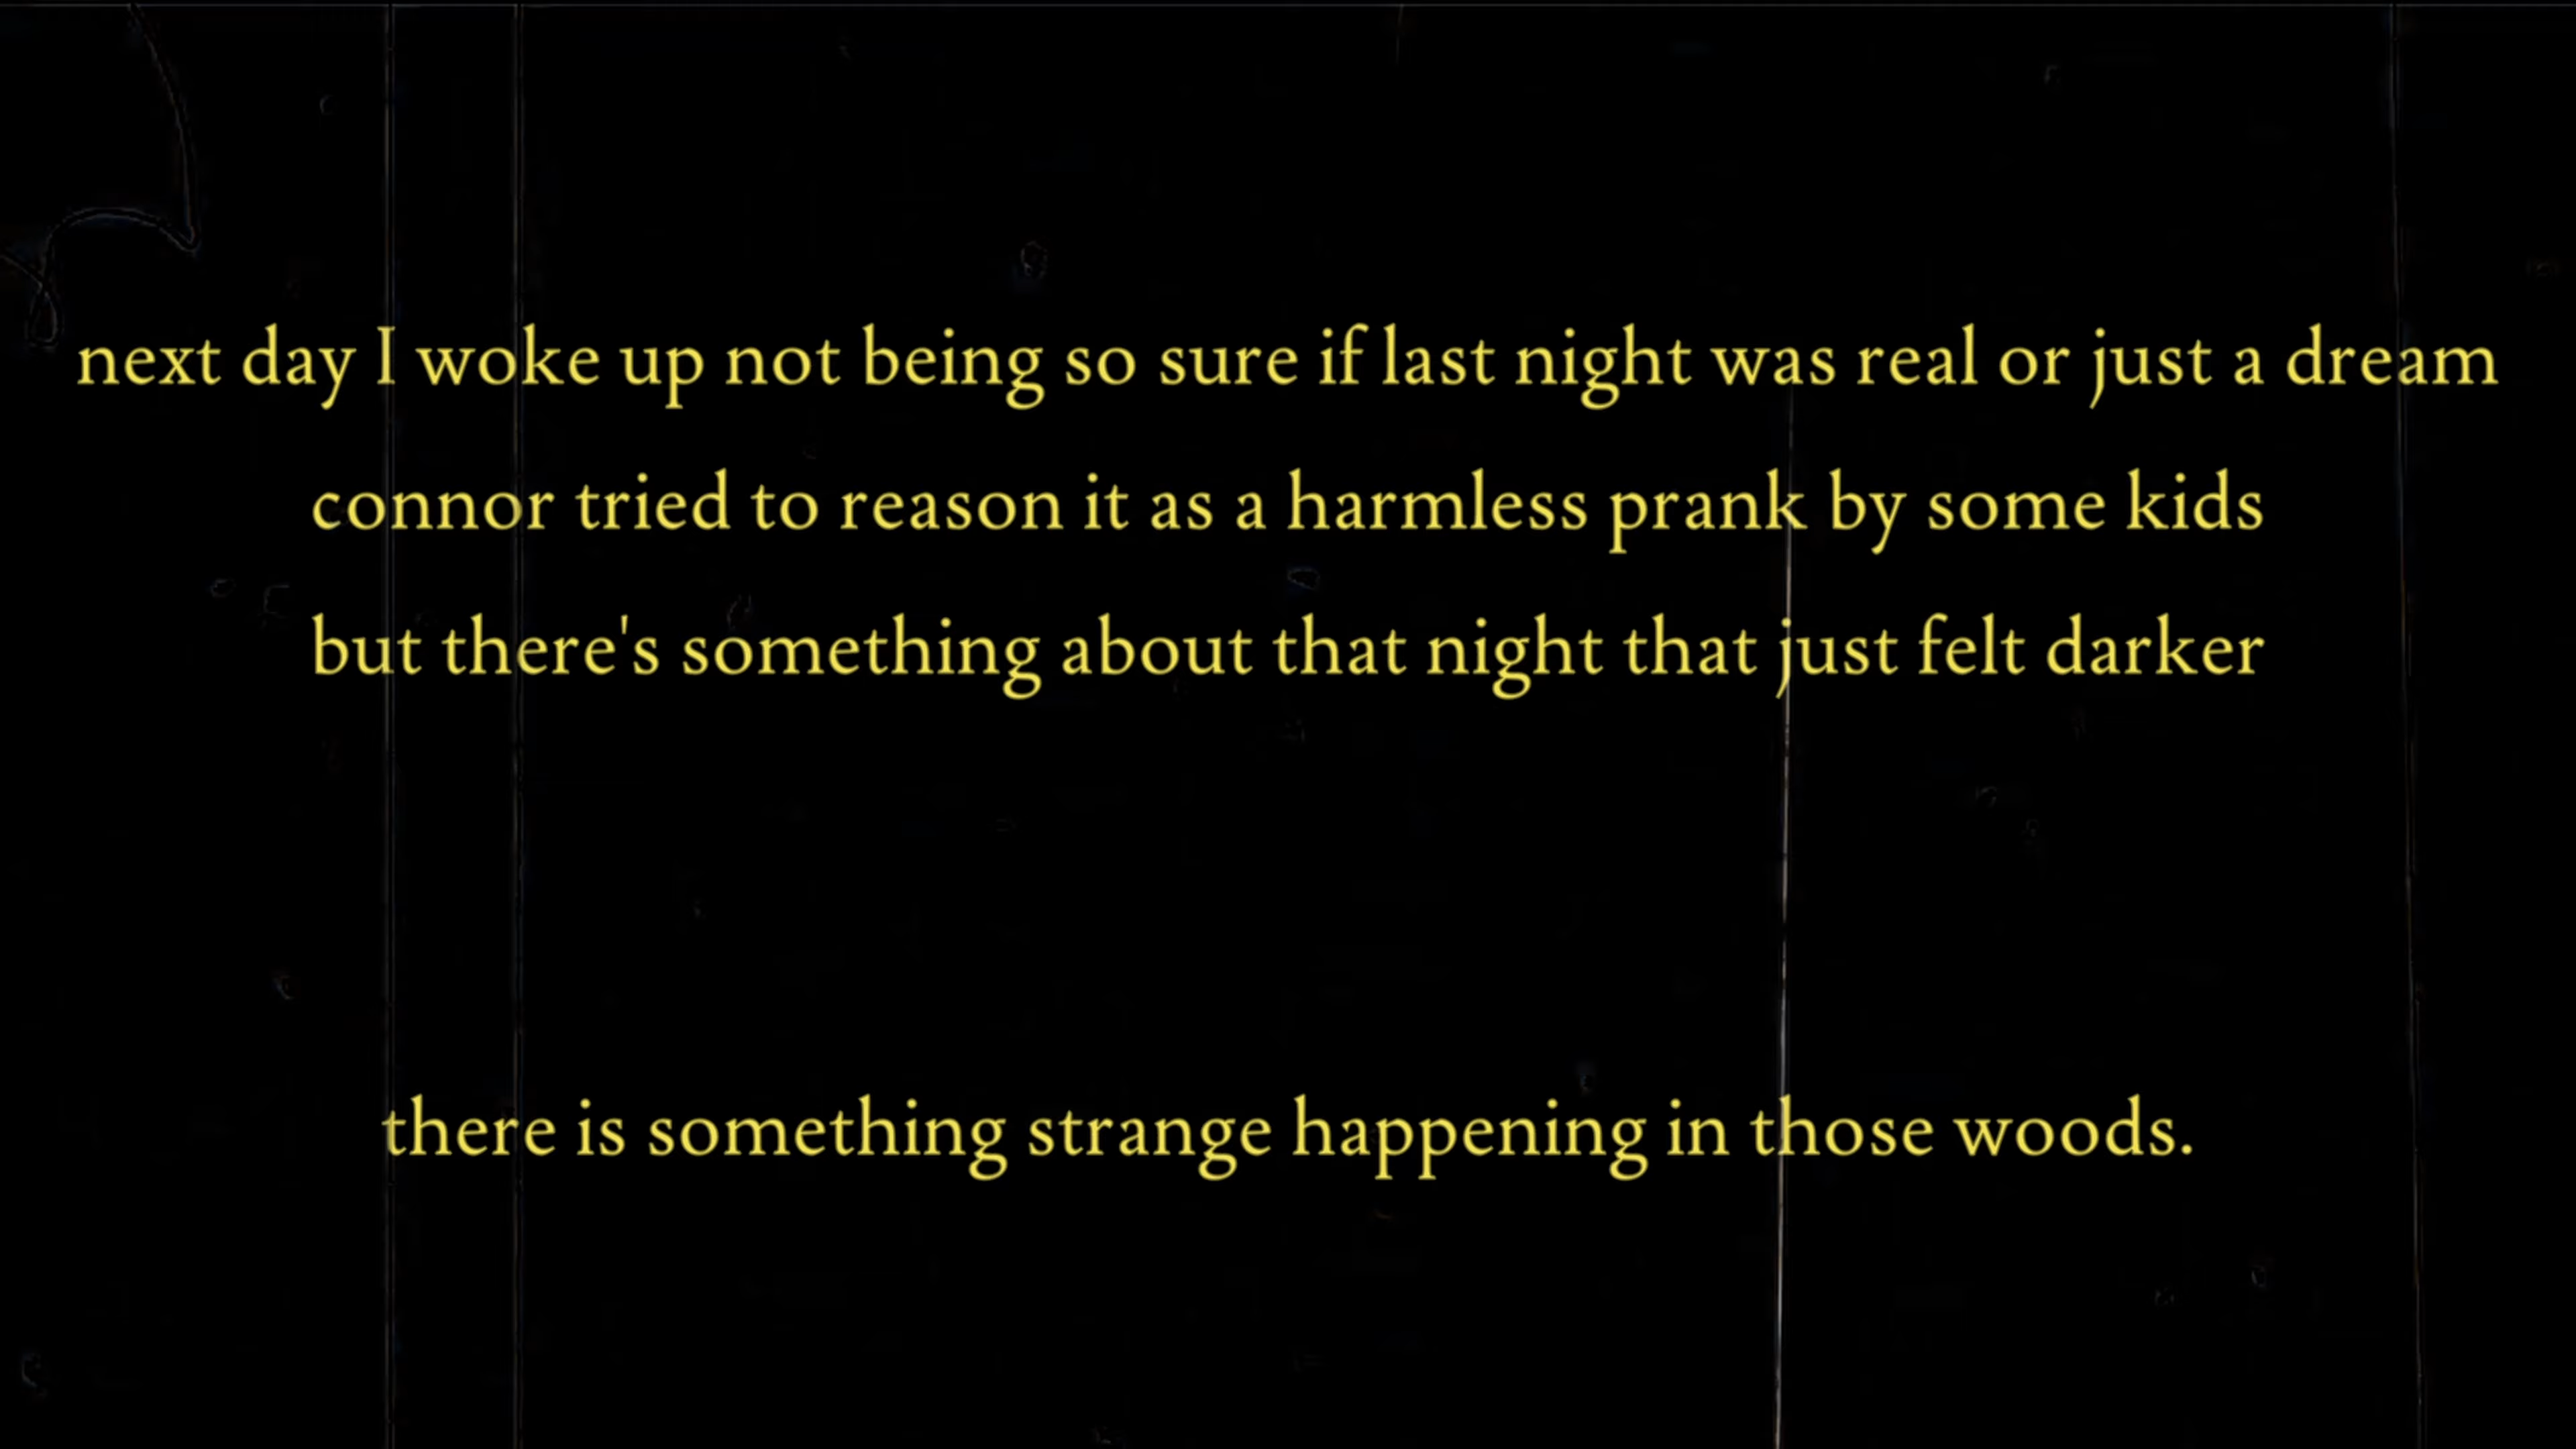 next day I woke up not being so sure if last night was real or just a dream
connor tried to reason it as a harmless prank by some kids
but there's something about that night that just felt darker
there is something strange happening in those woods.